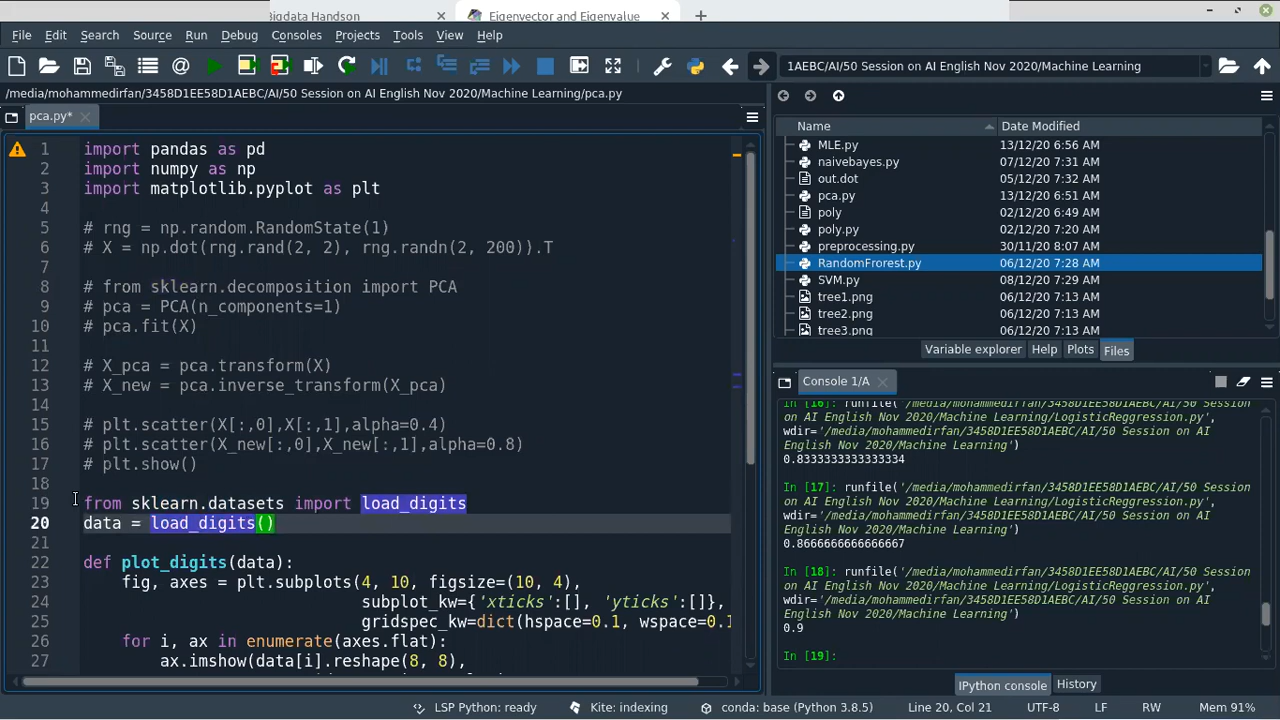 Bigdata Handson
Eigenvector and Eigenvalue
File Edit Search Source Run Debug Consoles Projects Tools View Help
1AEBC/AI/50 Session on AI English Nov 2020/Machine Learning
/media/mohammedirfan/3458D1EE58D1AEBC/AI/50 Session on AI English Nov 2020/Machine Learning/pca.py
pca.py*
1 import pandas as pd
2 import numpy as np
3 import matplotlib.pyplot as plt
4
5 # rng = np.random.RandomState(1)
6 # X = np.dot(rng.rand(2, 2), rng.randn(2, 200)).T
7
8 # from sklearn.decomposition import PCA
9 # pca = PCA(n_components=1)
10 # pca.fit(X)
11
12 # X_pca = pca.transform(X)
13 # X_new = pca.inverse_transform(X_pca)
14
15 # plt.scatter(X[:,0],X[:,1],alpha=0.4)
16 # plt.scatter(X_new[:,0],X_new[:,1],alpha=0.8)
17 # plt.show()
18
19 from sklearn.datasets import load_digits
20 data = load_digits()
21
22 def plot_digits(data):
23 fig, axes = plt.subplots(4, 10, figsize=(10, 4),
24 subplot_kw={'xticks':[], 'yticks':[]},
25 gridspec_kw=dict(hspace=0.1, wspace=0.1
26 for i, ax in enumerate(axes.flat):
27 ax.imshow(data[i].reshape(8, 8),
Name Date Modified
MLE.py 13/12/20 6:56 AM
naivebayes.py 07/12/20 7:31 AM
out.dot 05/12/20 7:32 AM
pca.py 13/12/20 6:51 AM
poly 02/12/20 6:49 AM
poly.py 02/12/20 7:20 AM
preprocessing.py 30/11/20 8:07 AM
RandomFrorest.py 06/12/20 7:28 AM
SVM.py 08/12/20 7:29 AM
tree1.png 06/12/20 7:13 AM
tree2.png 06/12/20 7:13 AM
tree3.png 06/12/20 7:13 AM
Variable explorer Help Plots Files
Console 1/A
In [16]: runfile('/media/mohammedirfan/3458D1EE58D1AEBC/AI/50 Session
on AI English Nov 2020/Machine Learning/LogisticReggression.py',
wdir='/media/mohammedirfan/3458D1EE58D1AEBC/AI/50 Session on AI
English Nov 2020/Machine Learning')
0.8333333333333334
In [17]: runfile('/media/mohammedirfan/3458D1EE58D1AEBC/AI/50 Session
on AI English Nov 2020/Machine Learning/LogisticReggression.py',
wdir='/media/mohammedirfan/3458D1EE58D1AEBC/AI/50 Session on AI
English Nov 2020/Machine Learning')
0.8666666666666667
In [18]: runfile('/media/mohammedirfan/3458D1EE58D1AEBC/AI/50 Session
on AI English Nov 2020/Machine Learning/LogisticReggression.py',
wdir='/media/mohammedirfan/3458D1EE58D1AEBC/AI/50 Session on AI
English Nov 2020/Machine Learning')
0.9
In [19]:
IPython console History
LSP Python: ready Kite: indexing conda: base (Python 3.8.5) Line 20, Col 21 UTF-8 LF RW Mem 91%